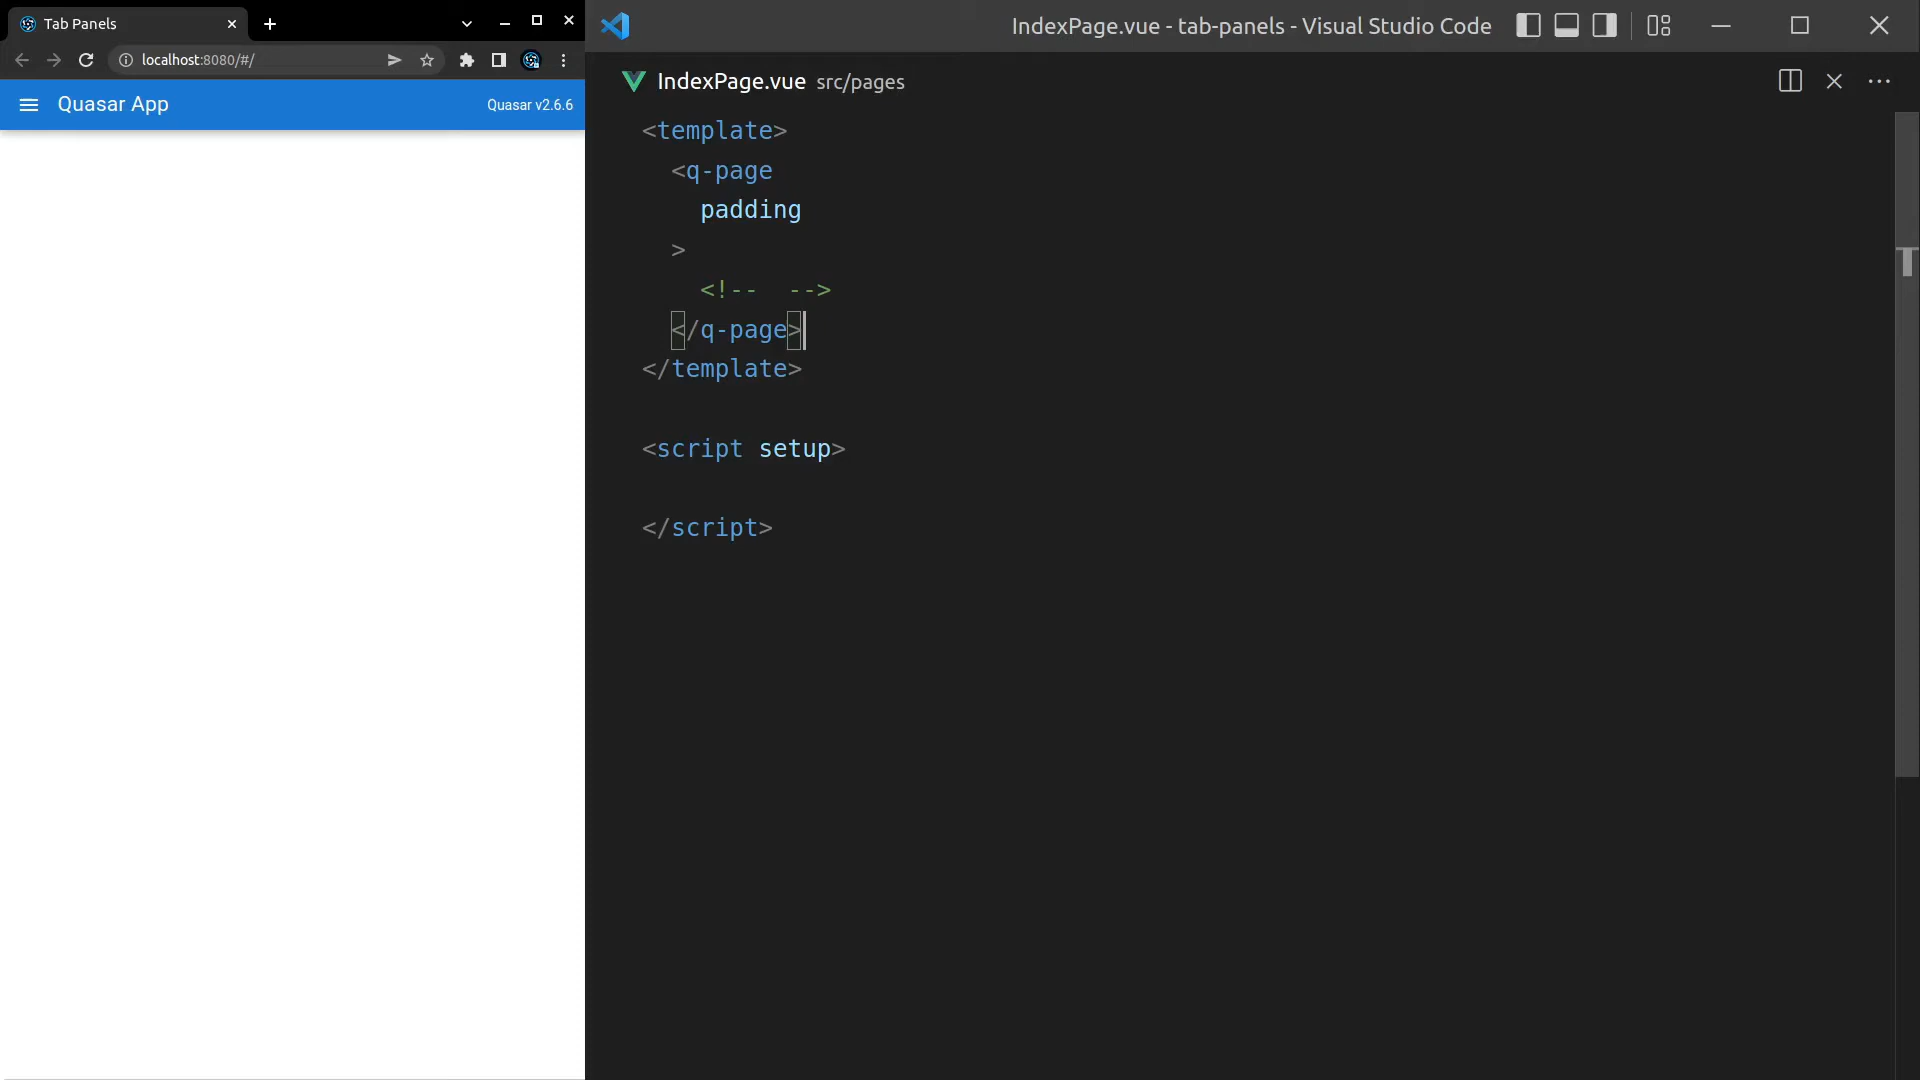 Tab Panels
localhost:8080/#/
Quasar App
Quasar v2.6.6
IndexPage.vue - tab-panels - Visual Studio Code
IndexPage.vue src/pages
<template>
<q-page
padding
>
<!--  -->
</q-page>
</template>
<script setup>
</script>